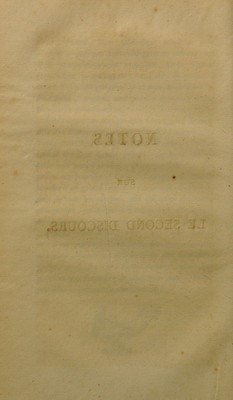 NOTES
SUR
LE SECOND DISCOURS.